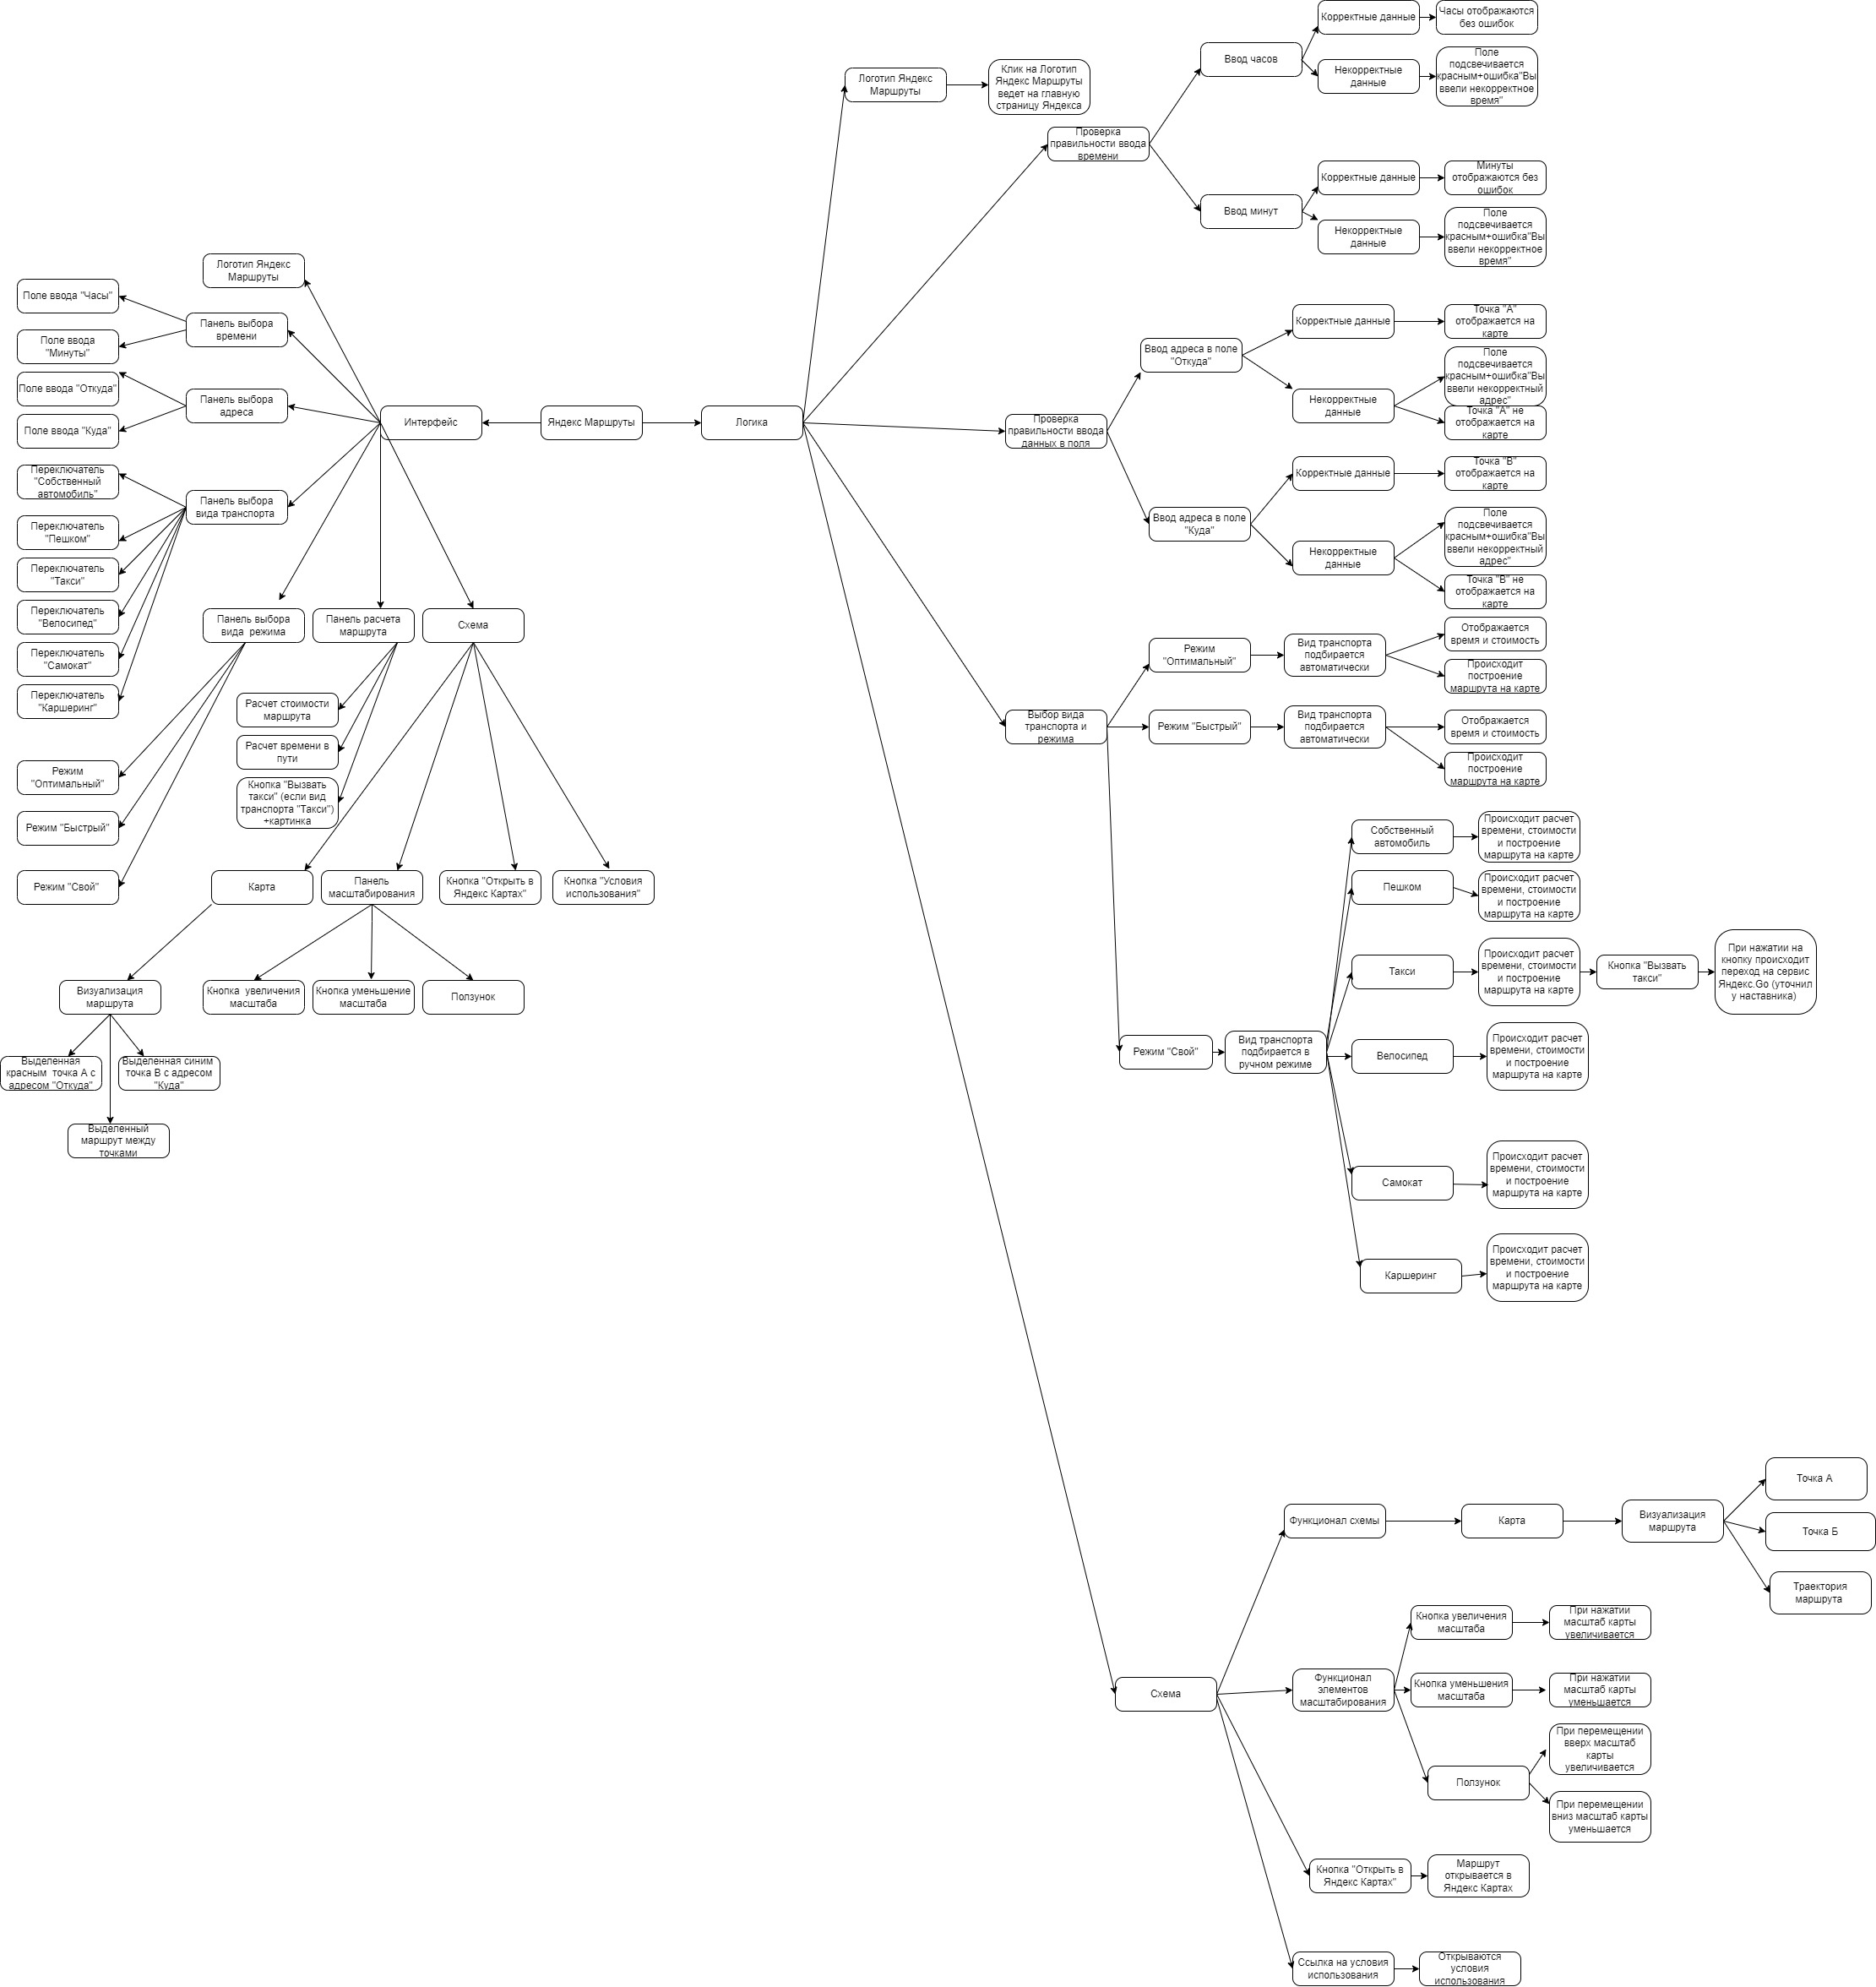 Яндекс Маршруты
Интерфейс
Логотип Яндекс
Маршруты
Панель выбора
времени
Поле ввода "Часы"
Поле ввода
"Минуты"
Панель выбора
адреса
Поле ввода "Откуда"
Поле ввода "Куда"
Панель выбора
вида транспорта
Переключатель
"Собственный
автомобиль"
Переключатель
"Пешком"
Переключатель
"Такси"
Переключатель
"Велосипед"
Переключатель
"Самокат"
Переключатель
"Каршеринг"
Панель выбора
вида режима
Режим
"Оптимальный"
Режим "Быстрый"
Режим "Свой"
Панель расчета
маршрута
Расчет стоимости
маршрута
Расчет времени в
пути
Кнопка "Вызвать
такси" (если вид
транспорта "Такси")
+картинка
Схема
Карта
Визуализация
маршрута
Выделенная
красным точка А с
адресом "Откуда"
Выделенная синим
точка В с адресом
"Куда"
Выделенный
маршрут между
точками
Панель
масштабирования
Кнопка увеличения
масштаба
Кнопка уменьшение
масштаба
Ползунок
Кнопка "Открыть в
Яндекс Картах"
Кнопка "Условия
использования"
Логика
Логотип Яндекс
Маршруты
Клик на Логотип
Яндекс Маршруты
ведет на главную
страницу Яндекса
Проверка
правильности ввода
времени
Ввод часов
Корректные данные
Часы отображаются
без ошибок
Некорректные
данные
Поле
подсвечивается
красным+ошибка"Вы
ввели некорректное
время"
Ввод минут
Корректные данные
Минуты
отображаются без
ошибок
Некорректные
данные
Поле
подсвечивается
красным+ошибка"Вы
ввели некорректное
время"
Проверка
правильности ввода
данных в поля
Ввод адреса в поле
"Откуда"
Корректные данные
Точка "А"
отображается на
карте
Некорректные
данные
Поле
подсвечивается
красным+ошибка"Вы
ввели некорректный
адрес"
Точка "А" не
отображается на
карте
Ввод адреса в поле
"Куда"
Корректные данные
Точка "В"
отображается на
карте
Некорректные
данные
Поле
подсвечивается
красным+ошибка"Вы
ввели некорректный
адрес"
Точка "В" не
отображается на
карте
Выбор вида
транспорта и
режима
Режим
"Оптимальный"
Вид транспорта
подбирается
автоматически
Отображается
время и стоимость
Происходит
построение
маршрута на карте
Режим "Быстрый"
Вид транспорта
подбирается
автоматически
Отображается
время и стоимость
Происходит
построение
маршрута на карте
Режим "Свой"
Вид транспорта
подбирается в
ручном режиме
Собственный
автомобиль
Происходит расчет
времени, стоимости
и построение
маршрута на карте
Пешком
Происходит расчет
времени, стоимости
и построение
маршрута на карте
Такси
Происходит расчет
времени, стоимости
и построение
маршрута на карте
Кнопка "Вызвать
такси"
При нажатии на
кнопку происходит
переход на сервис
Яндекс.Go (уточнил
у наставника)
Велосипед
Происходит расчет
времени, стоимости
и построение
маршрута на карте
Самокат
Происходит расчет
времени, стоимости
и построение
маршрута на карте
Каршеринг
Происходит расчет
времени, стоимости
и построение
маршрута на карте
Схема
Функционал схемы
Карта
Визуализация
маршрута
Точка А
Точка Б
Траектория
маршрута
Функционал
элементов
масштабирования
Кнопка увеличения
масштаба
При нажатии
масштаб карты
увеличивается
Кнопка уменьшения
масштаба
При нажатии
масштаб карты
уменьшается
Ползунок
При перемещении
вверх масштаб
карты
увеличивается
При перемещении
вниз масштаб карты
уменьшается
Кнопка "Открыть в
Яндекс Картах"
Маршрут
открывается в
Яндекс Картах
Ссылка на условия
использования
Открываются
условия
использования